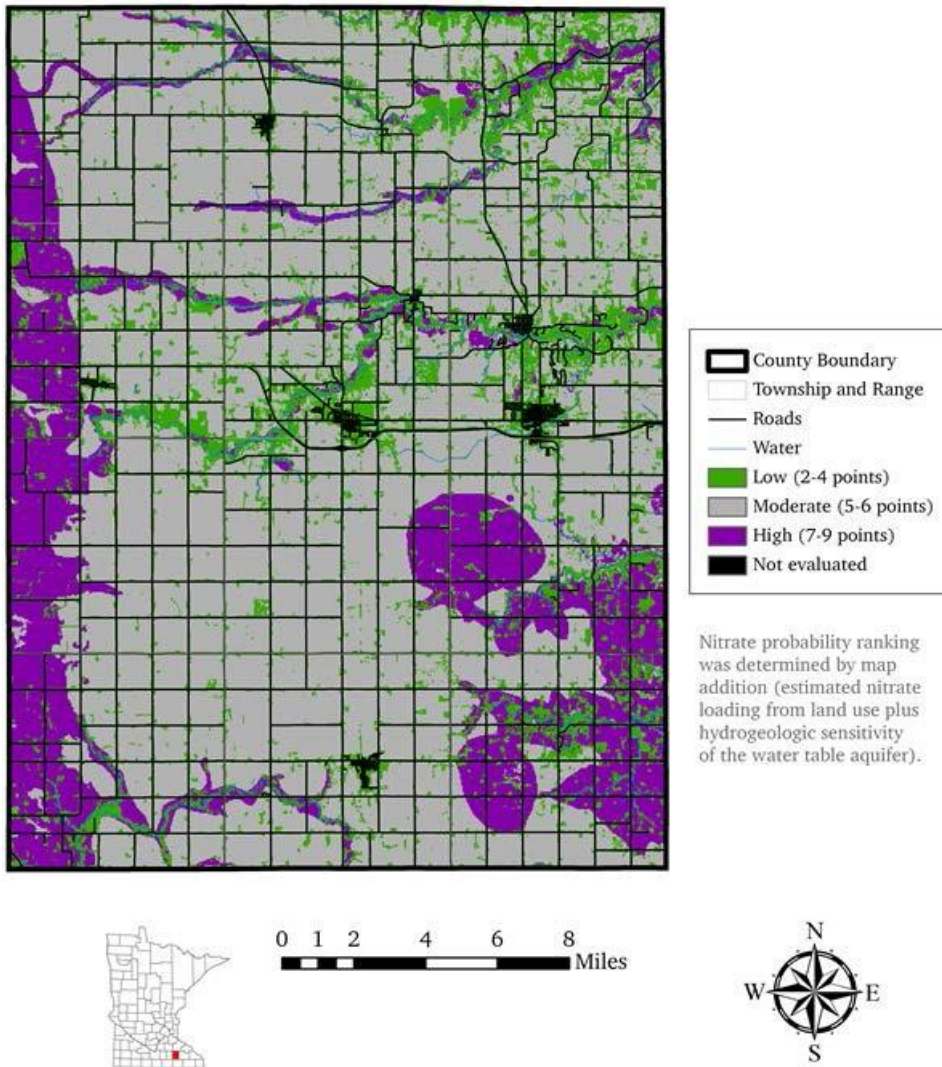 County Boundary
Township and Range
Roads
Water
Low (2-4 points)
Moderate (5-6 points)
High (7-9 points)
Not evaluated
Nitrate probability ranking
was determined by map
addition (estimated nitrate
loading from land use plus
hydrogeologic sensitivity
of the water table aquifer).
0 1 2 4 6 8
Miles
N
W E
S